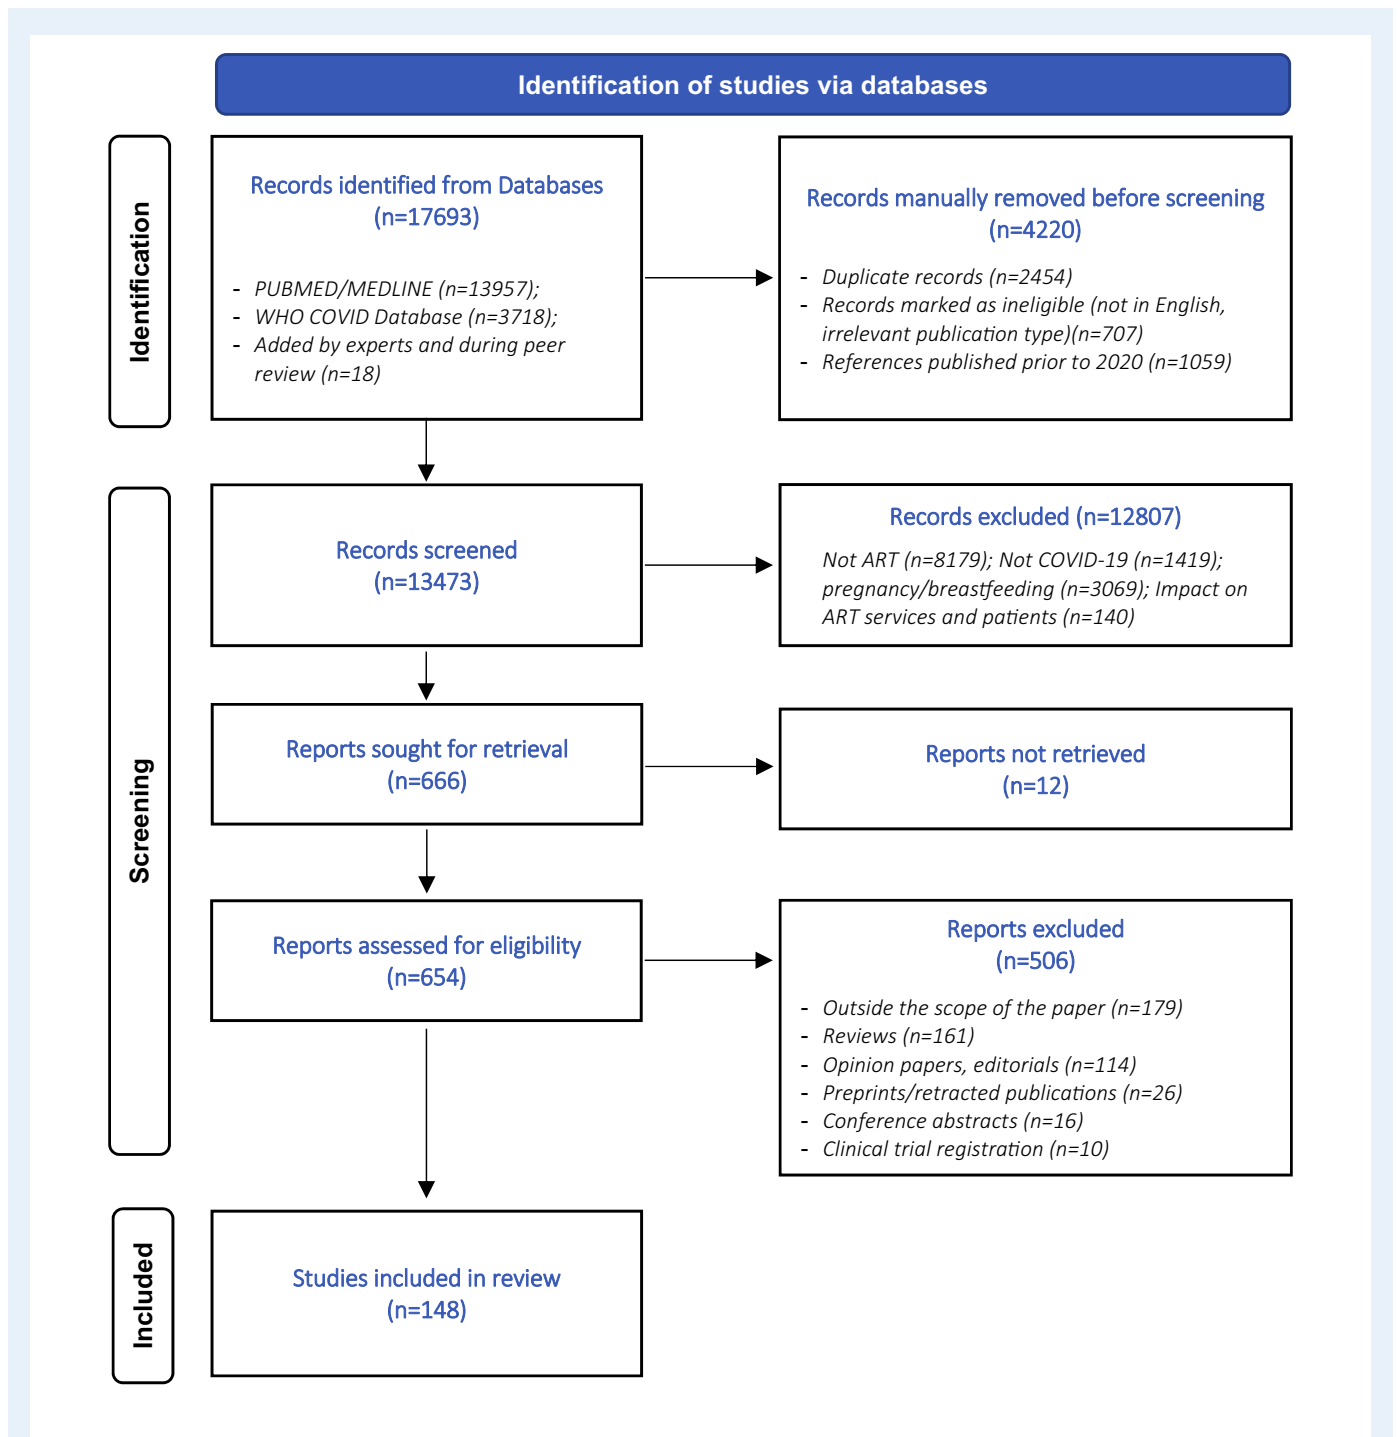 Identification of studies via databases
Identification
Records identified from Databases
(n=17693)
- PUBMED/MEDLINE (n=13957);
- WHO COVID Database (n=3718);
- Added by experts and during peer
review (n=18)
Records manually removed before screening
(n=4220)
- Duplicate records (n=2454)
- Records marked as ineligible (not in English,
irrelevant publication type)(n=707)
- References published prior to 2020 (n=1059)
Screening
Records screened
(n=13473)
Records excluded (n=12807)
Not ART (n=8179); Not COVID-19 (n=1419);
pregnancy/breastfeeding (n=3069); Impact on
ART services and patients (n=140)
Reports sought for retrieval
(n=666)
Reports not retrieved
(n=12)
Reports assessed for eligibility
(n=654)
Reports excluded
(n=506)
- Outside the scope of the paper (n=179)
- Reviews (n=161)
- Opinion papers, editorials (n=114)
- Preprints/retracted publications (n=26)
- Conference abstracts (n=16)
- Clinical trial registration (n=10)
Included
Studies included in review
(n=148)